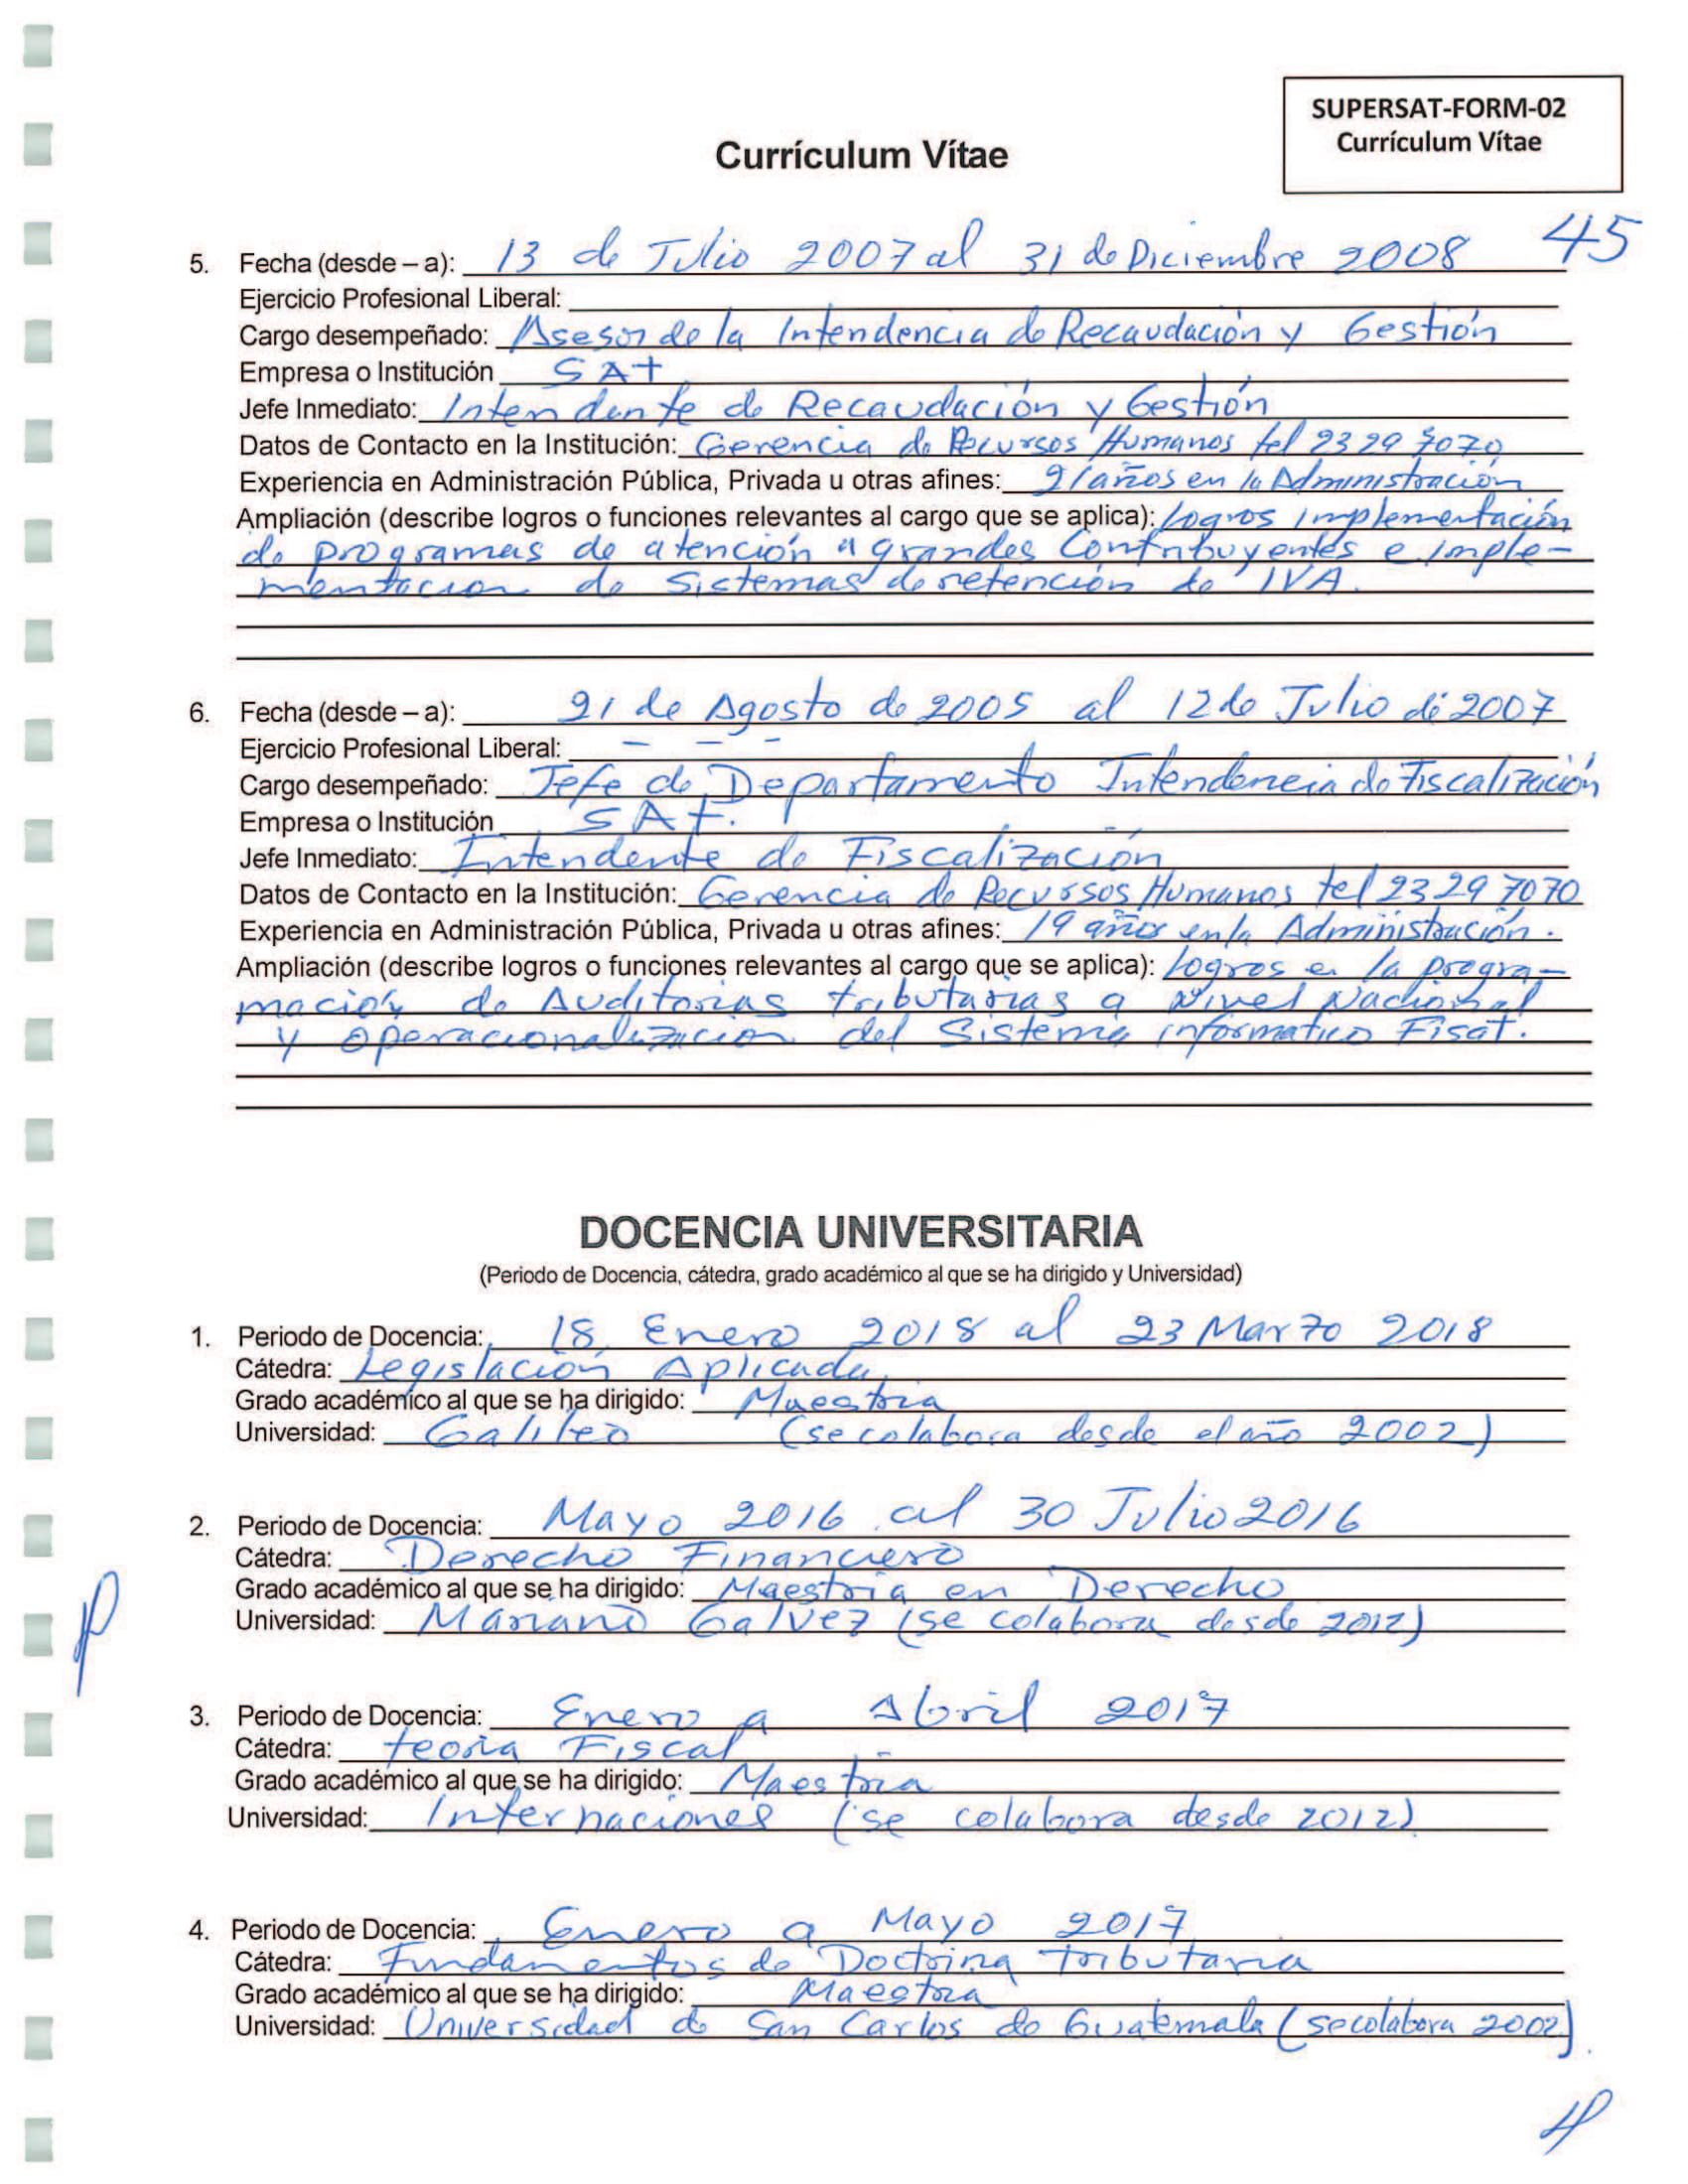 SUPERSAT-FORM-02
Currículum Vítae
Currículum Vítae
45
5. Fecha (desde – a): 13 de Julio 2007 al 31 de Diciembre 2008
Ejercicio Profesional Liberal:
Cargo desempeñado: Asesor de la Intendencia de Recaudación y Gestión
Empresa o Institución SAT
Jefe Inmediato: Intendente de Recaudación y Gestión
Datos de Contacto en la Institución: Gerencia de Recursos Humanos tel 2329 7070
Experiencia en Administración Pública, Privada u otras afines: 21 años en la Administración
Ampliación (describe logros o funciones relevantes al cargo que se aplica): Logros Implementación
de programas de atención a grandes Contribuyentes e imple-
mentacion de Sistemas de retención de IVA.
6. Fecha (desde – a): 21 de Agosto de 2005 al 12 de Julio de 2007
Ejercicio Profesional Liberal: – – –
Cargo desempeñado: Jefe de Departamento Intendencia de Fiscalización
Empresa o Institución SAT.
Jefe Inmediato: Intendente de Fiscalización
Datos de Contacto en la Institución: Gerencia de Recursos Humanos tel 2329 7070
Experiencia en Administración Pública, Privada u otras afines: 19 años en la Administración.
Ampliación (describe logros o funciones relevantes al cargo que se aplica): Logros en la progra-
mación de Auditorias tributarias a Nivel Nacional
y operacionalizacion del Sistema informatico Fisat.
DOCENCIA UNIVERSITARIA
(Periodo de Docencia, cátedra, grado académico al que se ha dirigido y Universidad)
1. Periodo de Docencia: 18 Enero 2018 al 23 Marzo 2018
Cátedra: Legislación Aplicada
Grado académico al que se ha dirigido: Maestria
Universidad: Galileo (se colabora desde el año 2002)
2. Periodo de Docencia: Mayo 2016 al 30 Julio 2016
Cátedra: Derecho Financiero
Grado académico al que se ha dirigido: Maestria en Derecho
Universidad: Mariano Galvez (se colabora desde 2012)
3. Periodo de Docencia: Enero a Abril 2017
Cátedra: teoria Fiscal
Grado académico al que se ha dirigido: Maestria
Universidad: Internaciones (se colabora desde 2012)
4. Periodo de Docencia: Enero a Mayo 2017
Cátedra: Fundamentos de Doctrina tributaria
Grado académico al que se ha dirigido: Maestria
Universidad: Universidad de San Carlos de Guatemala (se colabora 2002).